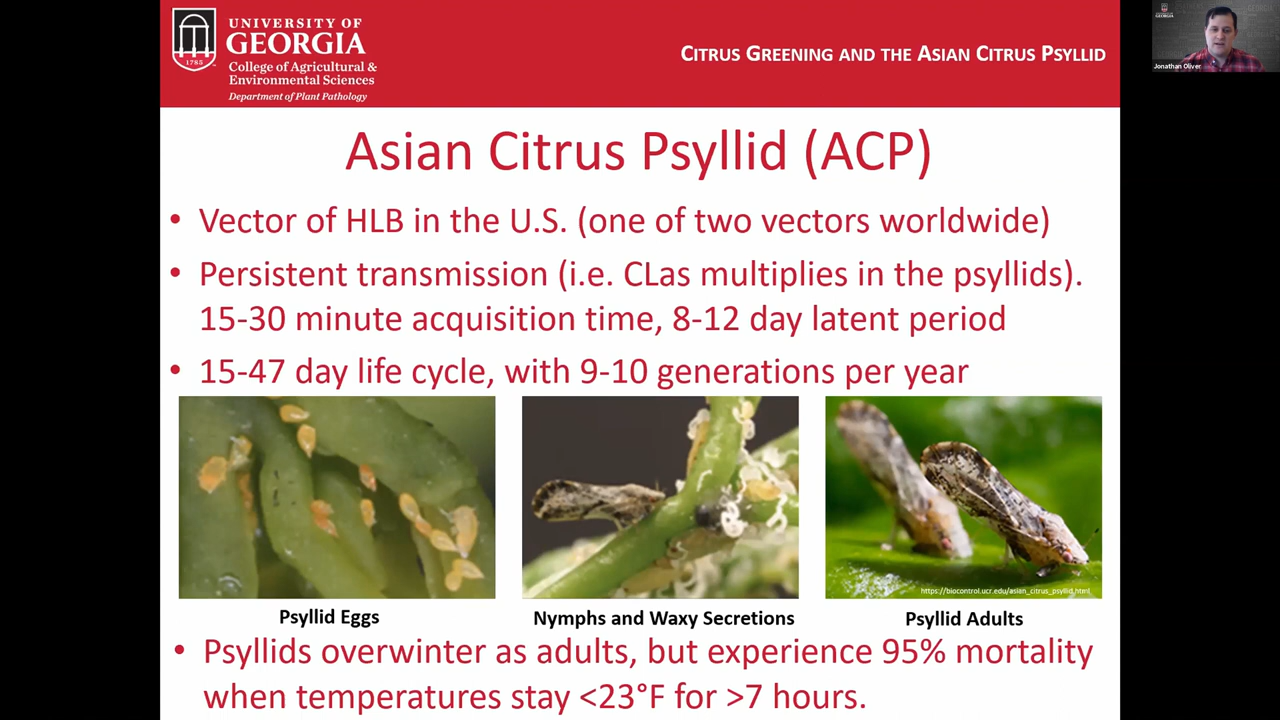 UNIVERSITY OF
GEORGIA
College of Agricultural &
Environmental Sciences
Department of Plant Pathology
1785
CITRUS GREENING AND THE ASIAN CITRUS PSYLLID
Jonathan Oliver
Asian Citrus Psyllid (ACP)
• Vector of HLB in the U.S. (one of two vectors worldwide)
• Persistent transmission (i.e. CLas multiplies in the psyllids).
15-30 minute acquisition time, 8-12 day latent period
• 15-47 day life cycle, with 9-10 generations per year
https://biocontrol.ucr.edu/asian_citrus_psyllid.html
Psyllid Eggs
Nymphs and Waxy Secretions
Psyllid Adults
• Psyllids overwinter as adults, but experience 95% mortality
when temperatures stay <23°F for >7 hours.